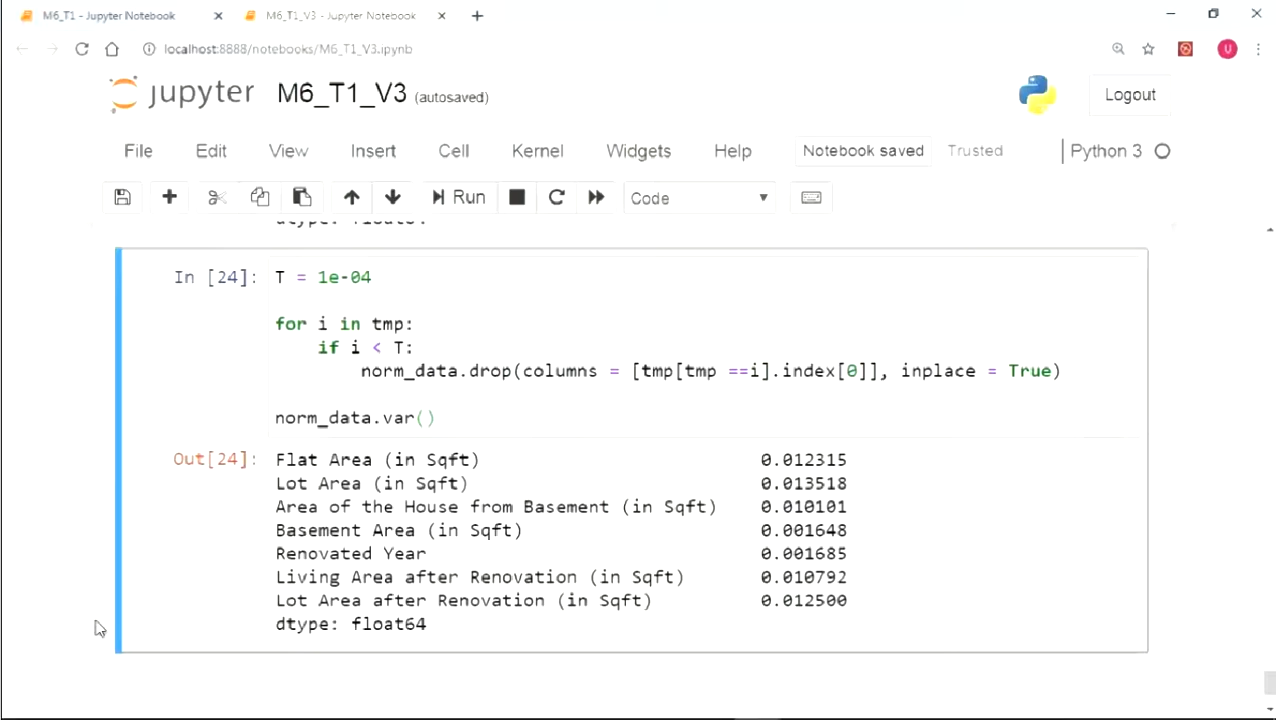 M6_T1 - Jupyter Notebook
M6_T1_V3 - Jupyter Notebook
localhost:8888/notebooks/M6_T1_V3.ipynb
U
jupyter M6_T1_V3 (autosaved)
Logout
File Edit View Insert Cell Kernel Widgets Help
Notebook saved
Trusted
Python 3
Run
Code
In [24]: T = 1e-04
for i in tmp:
if i < T:
norm_data.drop(columns = [tmp[tmp ==i].index[0]], inplace = True)
norm_data.var()
Out[24]: Flat Area (in Sqft) 0.012315
Lot Area (in Sqft) 0.013518
Area of the House from Basement (in Sqft) 0.010101
Basement Area (in Sqft) 0.001648
Renovated Year 0.001685
Living Area after Renovation (in Sqft) 0.010792
Lot Area after Renovation (in Sqft) 0.012500
dtype: float64